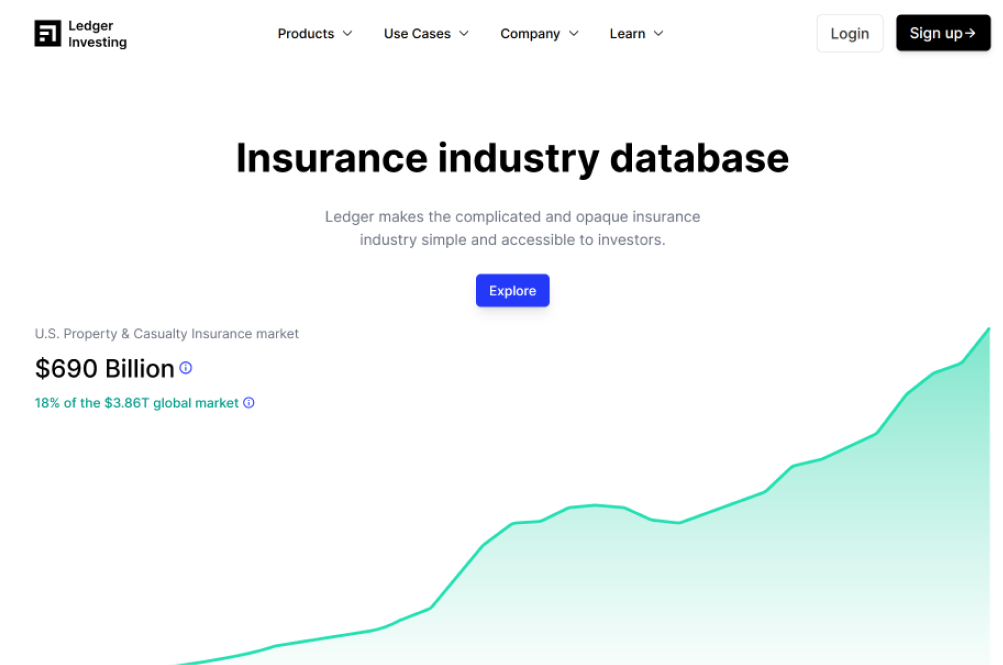 Ledger
Investing
Products
Use Cases
Company
Learn
Login
Sign up→
Insurance industry database
Ledger makes the complicated and opaque insurance
industry simple and accessible to investors.
Explore
U.S. Property & Casualty Insurance market
$690 Billion
18% of the $3.86T global market